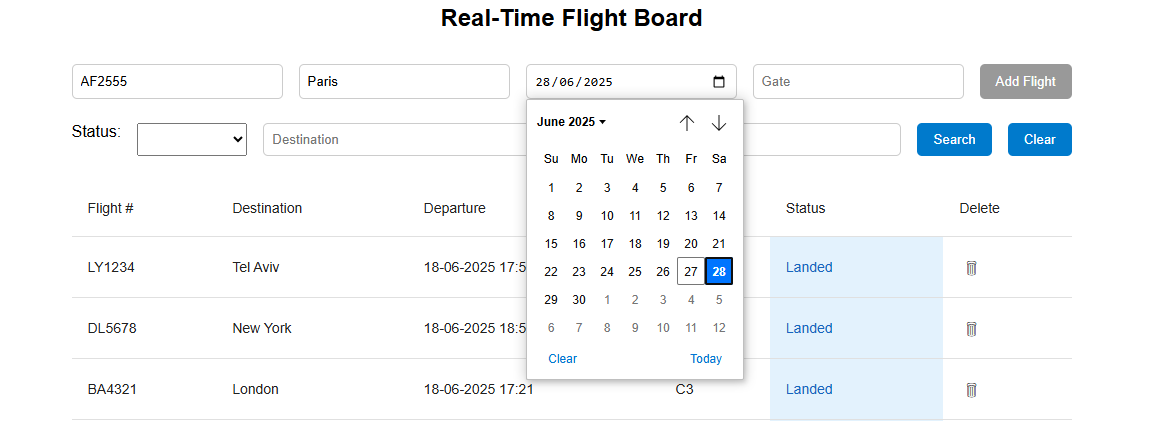 Real-Time Flight Board
AF2555 Paris 28/06/2025 Gate Add Flight
Status: Destination Search Clear
June 2025
Su Mo Tu We Th Fr Sa
1 2 3 4 5 6 7
8 9 10 11 12 13 14
15 16 17 18 19 20 21
22 23 24 25 26 27 28
29 30 1 2 3 4 5
6 7 8 9 10 11 12
Clear Today
Flight # Destination Departure Status Delete
LY1234 Tel Aviv 18-06-2025 17:5 Landed
DL5678 New York 18-06-2025 18:5 Landed
BA4321 London 18-06-2025 17:21 C3 Landed